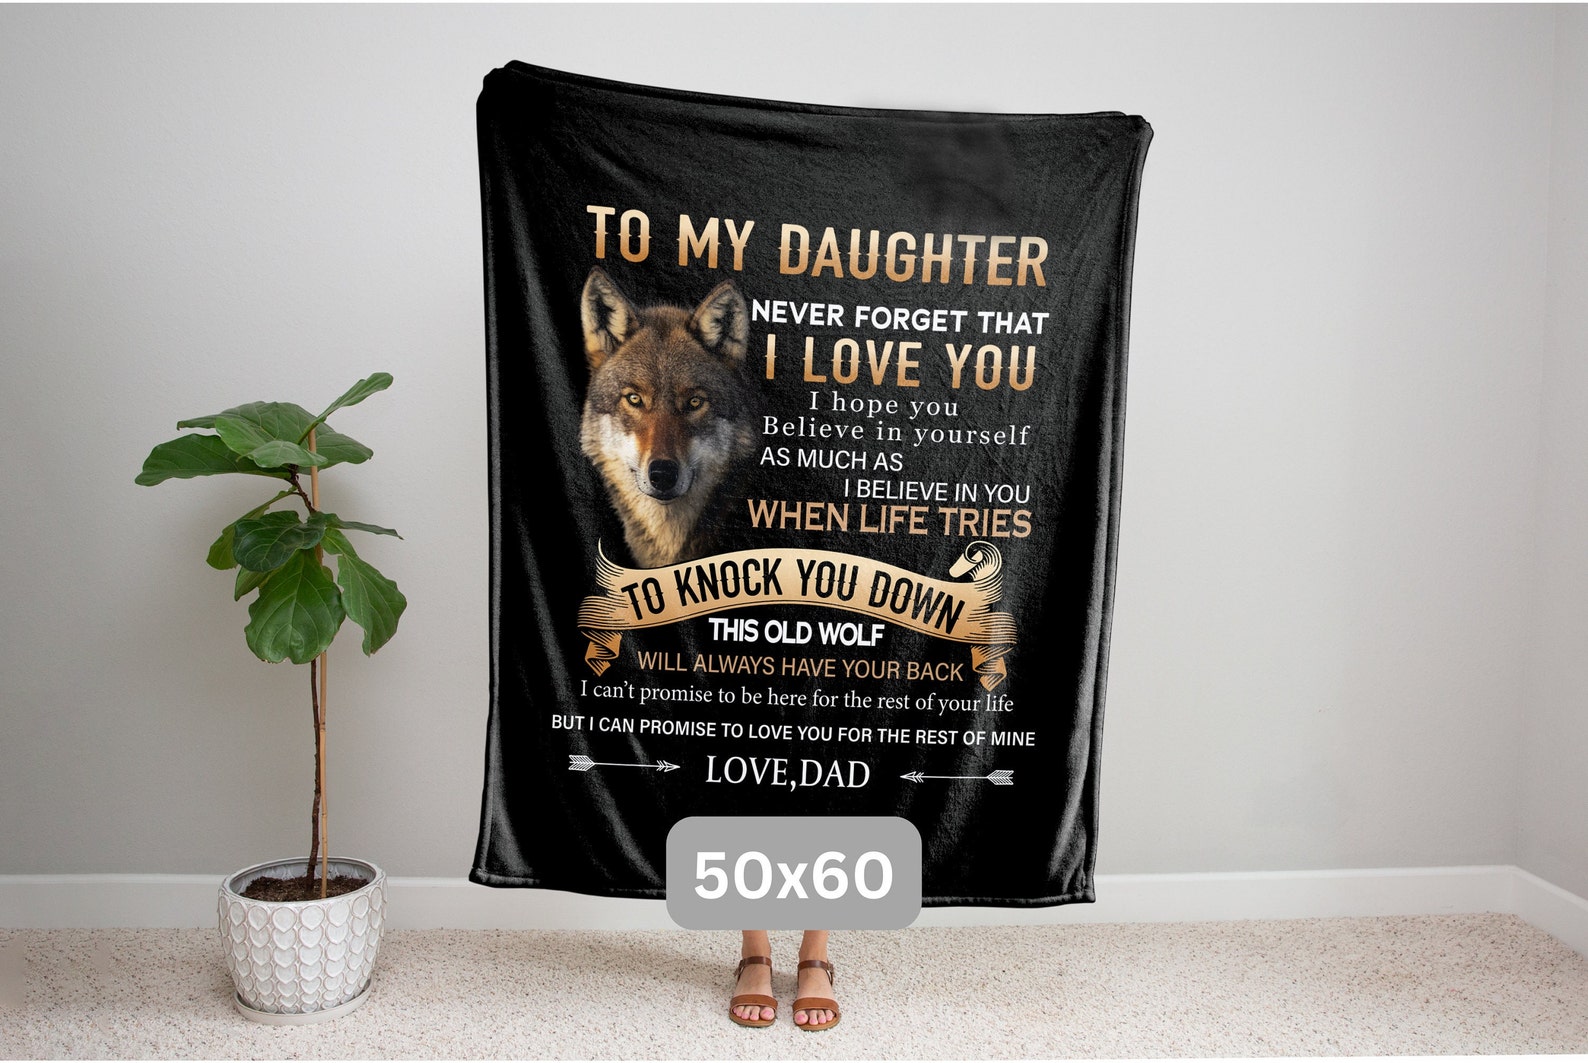 TO MY DAUGHTER
NEVER FORGET THAT
I LOVE YOU
I hope you
Believe in yourself
AS MUCH AS
I BELIEVE IN YOU
WHEN LIFE TRIES
TO KNOCK YOU DOWN
THIS OLD WOLF
WILL ALWAYS HAVE YOUR BACK
I can't promise to be here for the rest of your life
BUT I CAN PROMISE TO LOVE YOU FOR THE REST OF MINE
LOVE,DAD
50x60